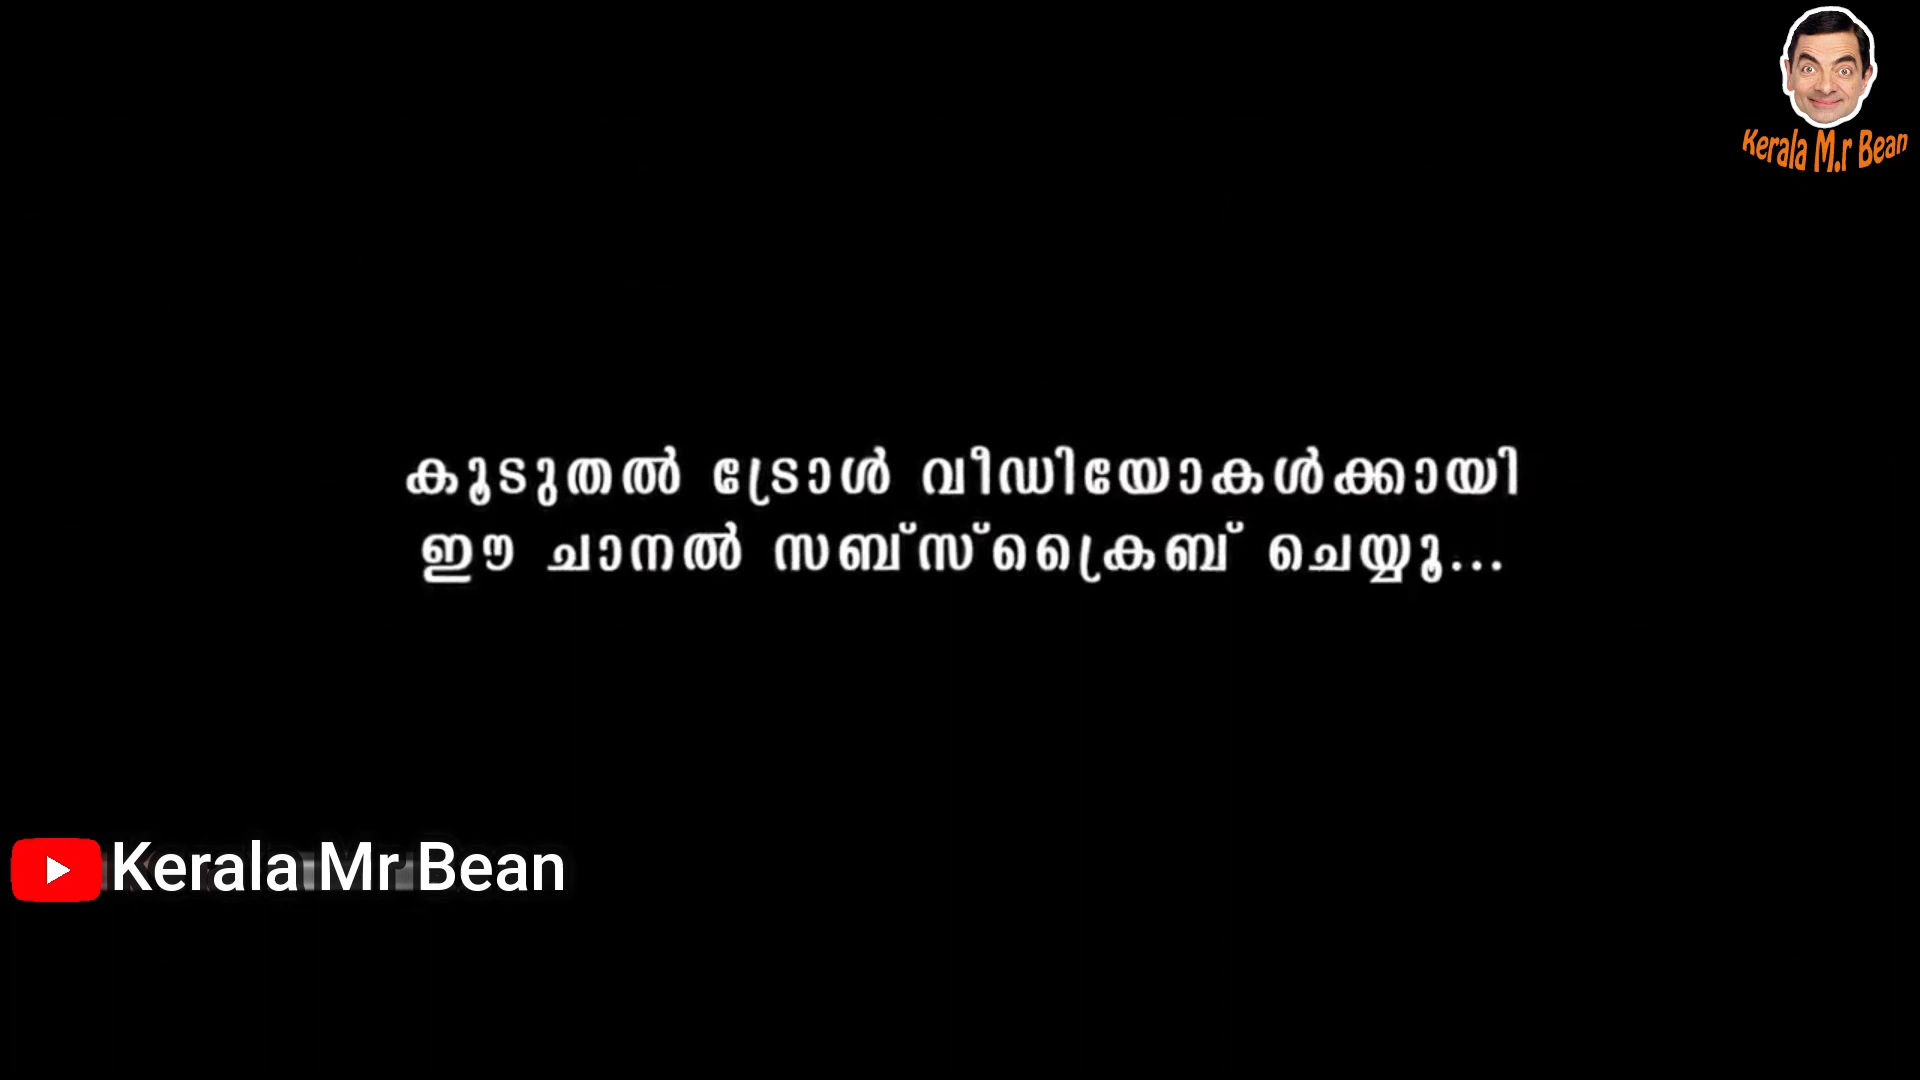 Kerala M.r Bean
കൂടുതൽ ട്രോൾ വീഡിയോകൾക്കായി
ഈ ചാനൽ സബ്സ്ക്രൈബ് ചെയ്യൂ...
Kerala Mr Bean